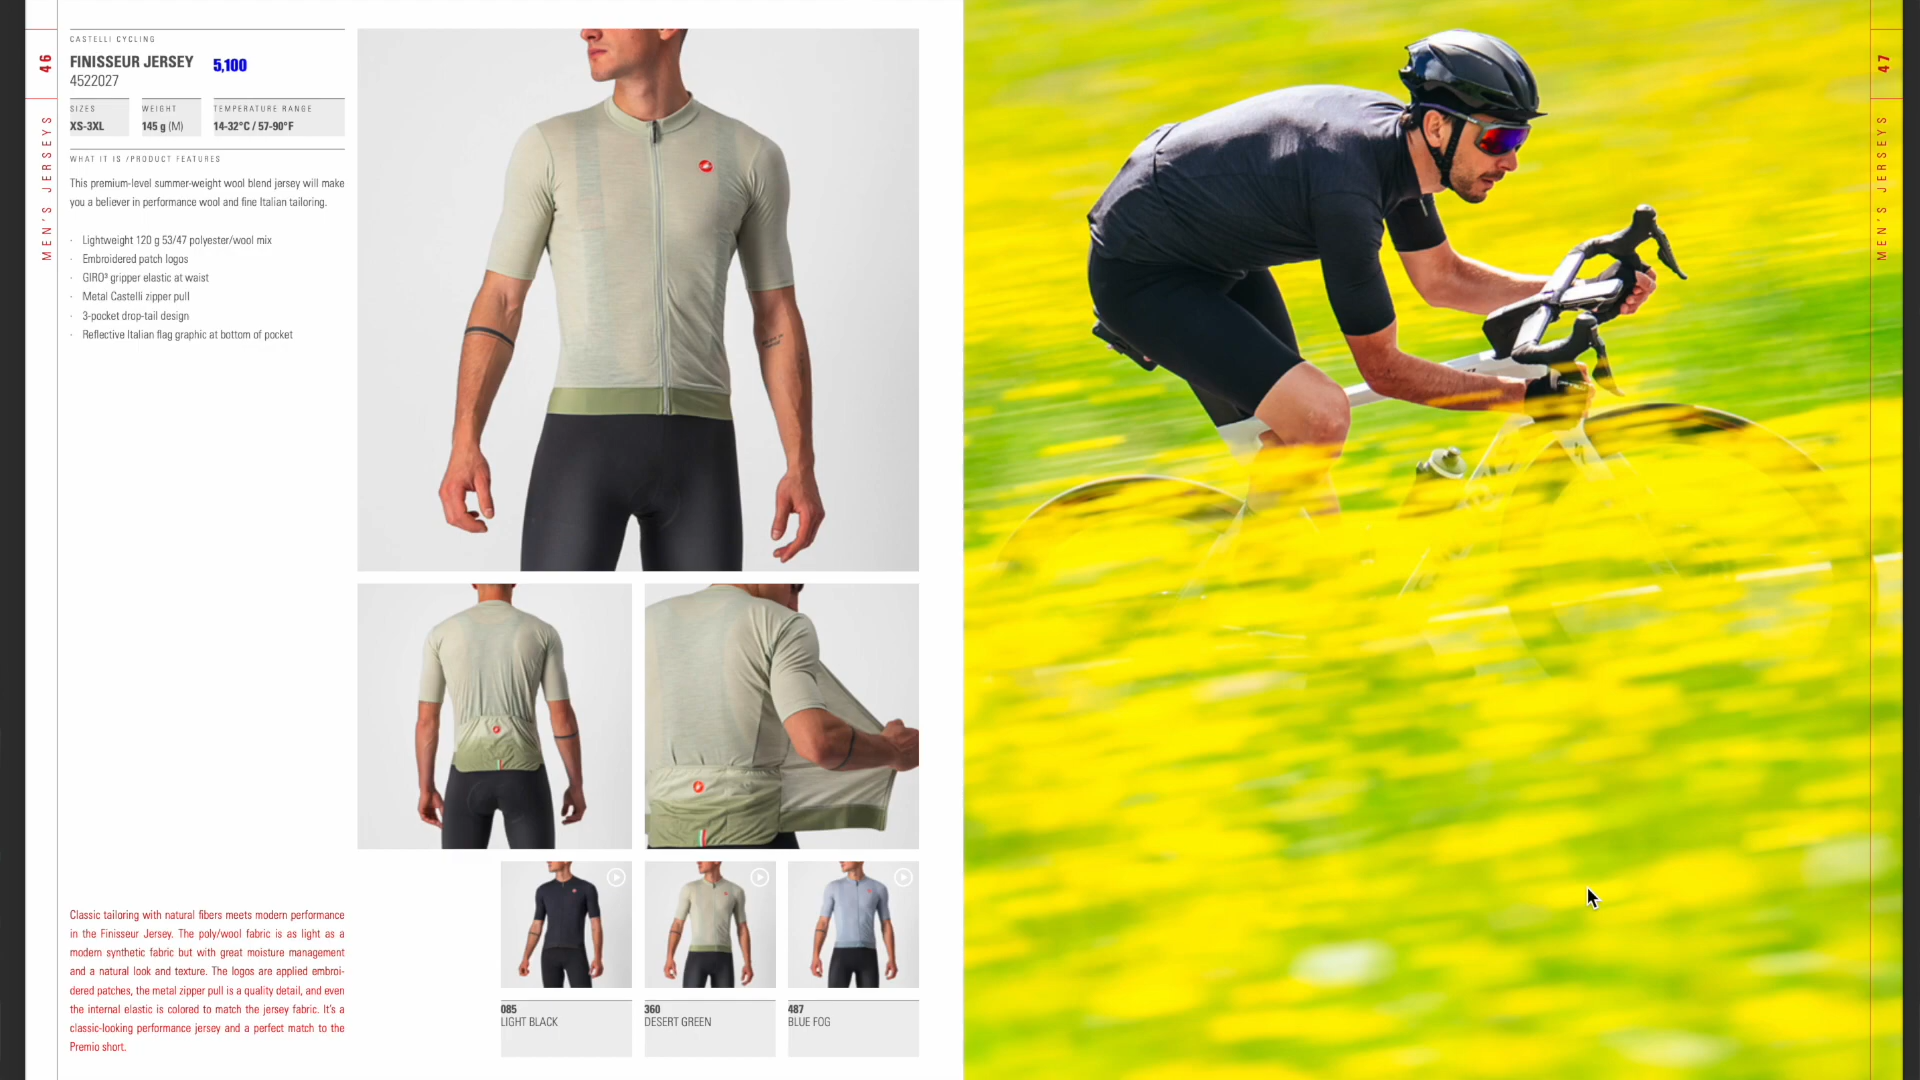 46
MEN'S JERSEYS
CASTELLI CYCLING
FINISSEUR JERSEY 5,100
4522027
SIZES
XS-3XL
WEIGHT
145 g (M)
TEMPERATURE RANGE
14-32°C / 57-90°F
WHAT IT IS /PRODUCT FEATURES
This premium-level summer-weight wool blend jersey will make
you a believer in performance wool and fine Italian tailoring.
· Lightweight 120 g 53/47 polyester/wool mix
· Embroidered patch logos
· GIRO³ gripper elastic at waist
· Metal Castelli zipper pull
· 3-pocket drop-tail design
· Reflective Italian flag graphic at bottom of pocket
Classic tailoring with natural fibers meets modern performance
in the Finisseur Jersey. The poly/wool fabric is as light as a
modern synthetic fabric but with great moisture management
and a natural look and texture. The logos are applied embroi-
dered patches, the metal zipper pull is a quality detail, and even
the internal elastic is colored to match the jersey fabric. It's a
classic-looking performance jersey and a perfect match to the
Premio short.
085
LIGHT BLACK
360
DESERT GREEN
487
BLUE FOG
47
MEN'S JERSEYS